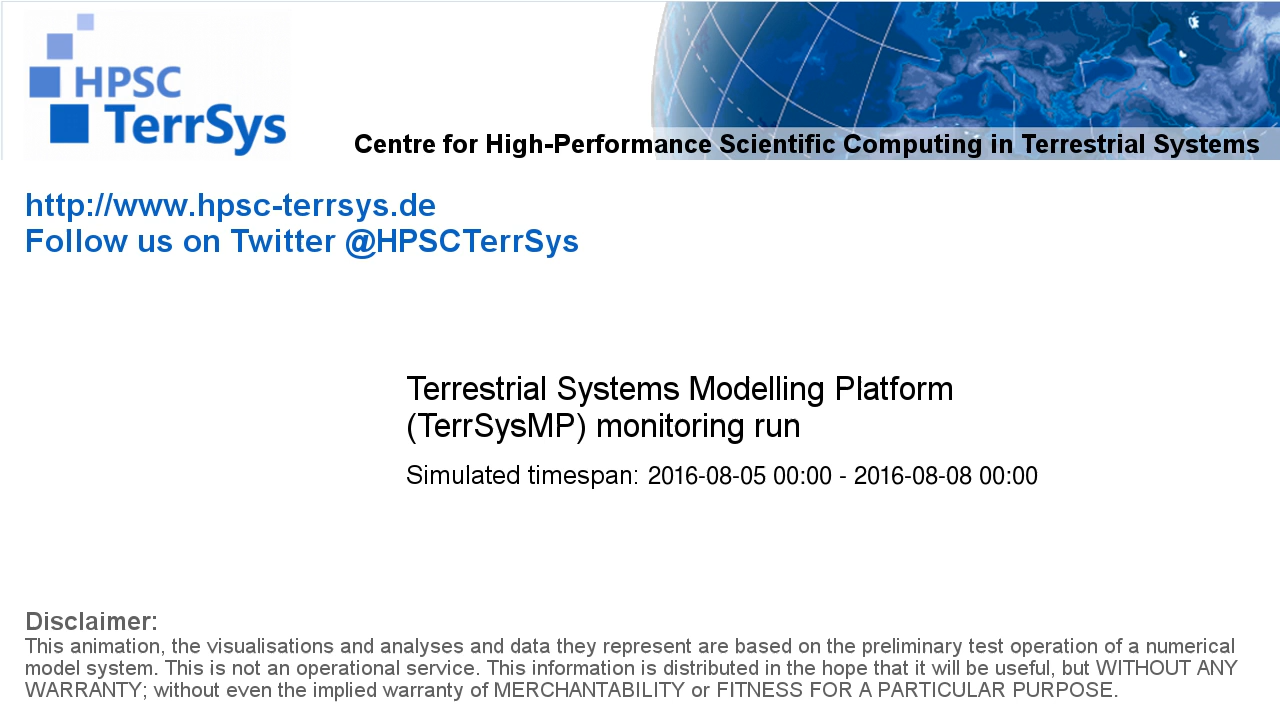 HPSC
TerrSys
Centre for High-Performance Scientific Computing in Terrestrial Systems
http://www.hpsc-terrsys.de
Follow us on Twitter @HPSCTerrSys
Terrestrial Systems Modelling Platform
(TerrSysMP) monitoring run
Simulated timespan: 2016-08-05 00:00 - 2016-08-08 00:00
Disclaimer:
This animation, the visualisations and analyses and data they represent are based on the preliminary test operation of a numerical
model system. This is not an operational service. This information is distributed in the hope that it will be useful, but WITHOUT ANY
WARRANTY; without even the implied warranty of MERCHANTABILITY or FITNESS FOR A PARTICULAR PURPOSE.